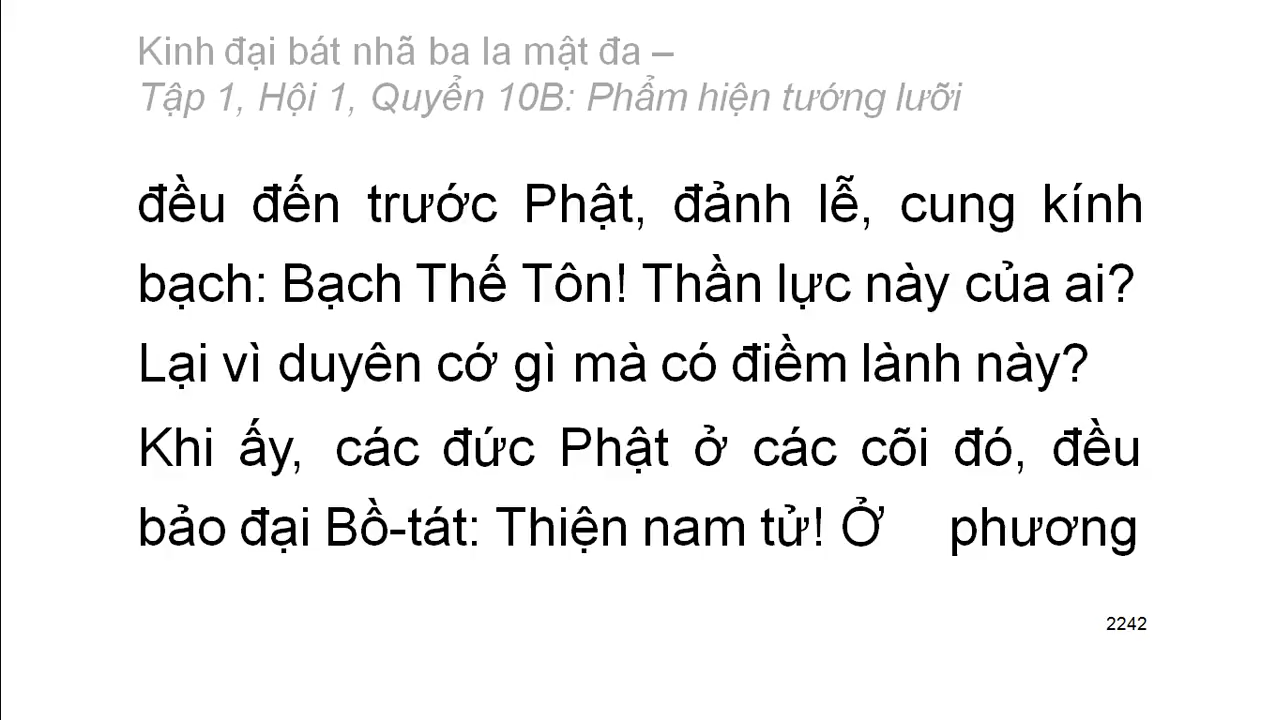 Kinh đại bát nhã ba la mật đa –
Tập 1, Hội 1, Quyển 10B: Phẩm hiện tướng lưỡi
đều đến trước Phật, đảnh lễ, cung kính
bạch: Bạch Thế Tôn! Thần lực này của ai?
Lại vì duyên cớ gì mà có điềm lành này?
Khi ấy, các đức Phật ở các cõi đó, đều
bảo đại Bồ-tát: Thiện nam tử! Ở phương
2242